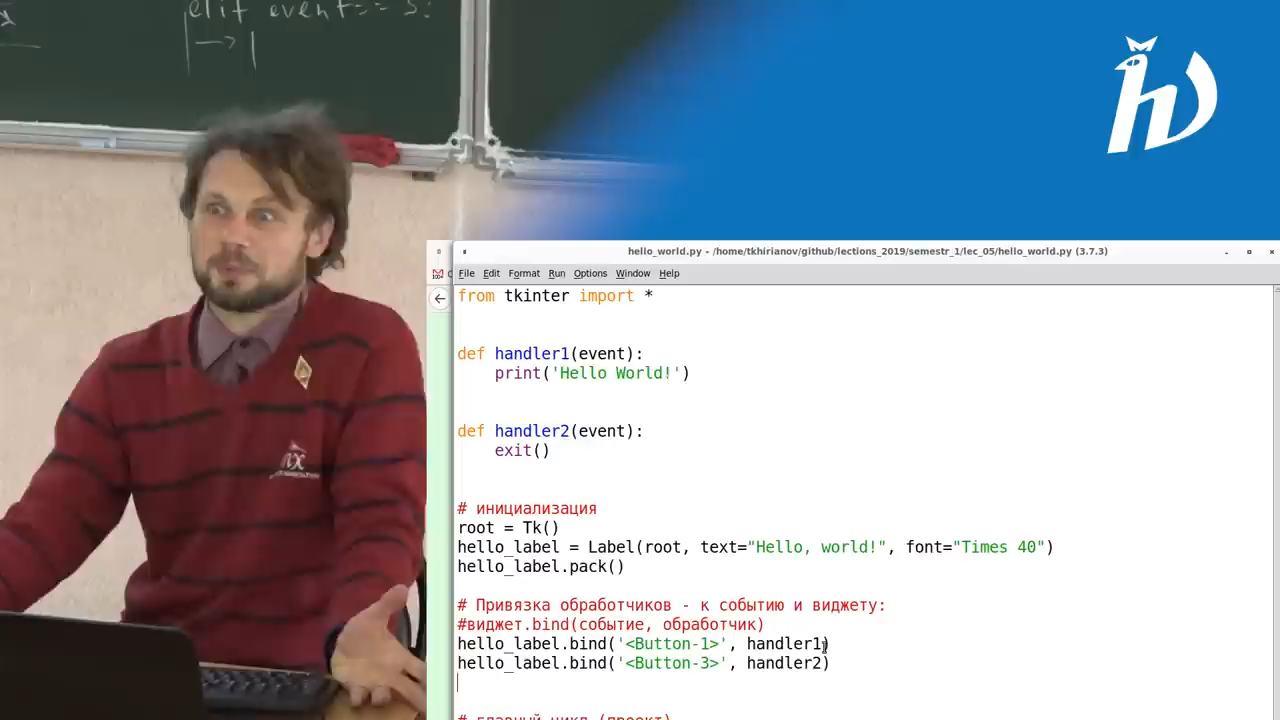 elif event == 3:
hello_world.py - /home/tkhirianov/github/lections_2019/semestr_1/lec_05/hello_world.py (3.7.3)
File Edit Format Run Options Window Help
from tkinter import *
def handler1(event):
print('Hello World!')
def handler2(event):
exit()
# инициализация
root = Tk()
hello_label = Label(root, text="Hello, world!", font="Times 40")
hello_label.pack()
# Привязка обработчиков - к событию и виджету:
#виджет.bind(событие, обработчик)
hello_label.bind('<Button-1>', handler1)
hello_label.bind('<Button-3>', handler2)
# главный цикл (проект)